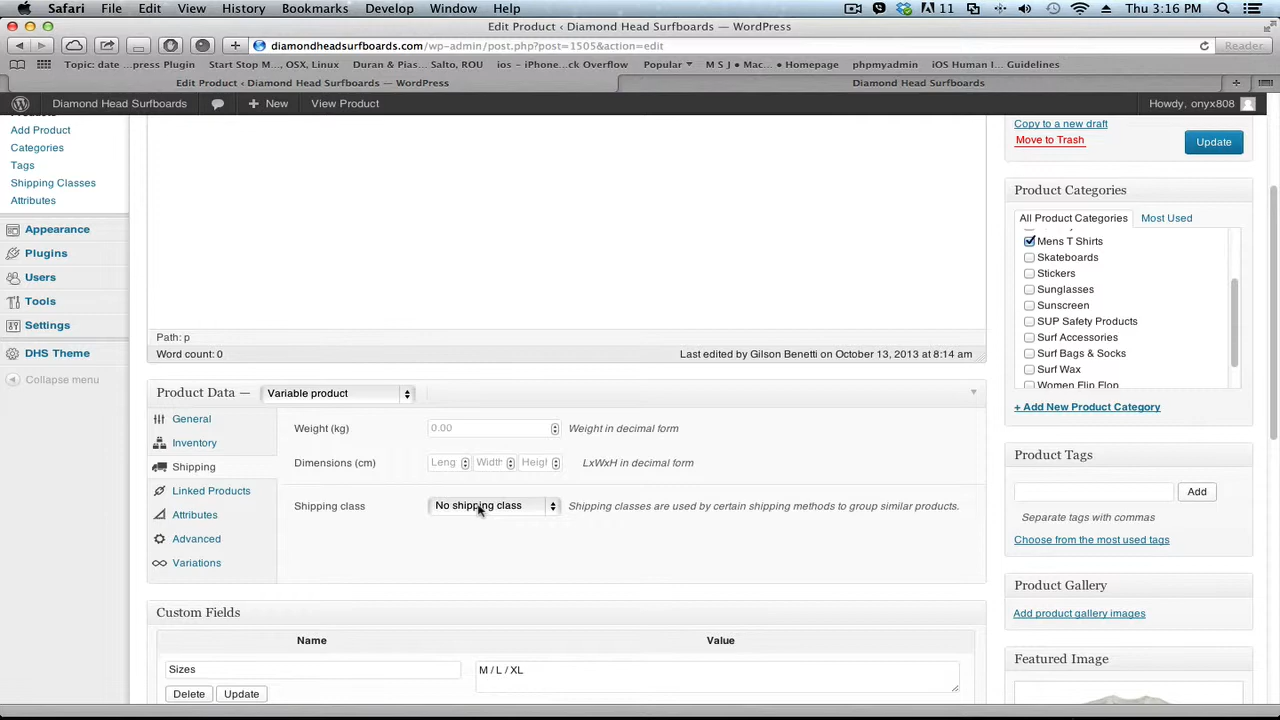 Safari File Edit View History Bookmarks Develop Window Help 11 Thu 3:16 PM
Edit Product ‹ Diamond Head Surfboards — WordPress
diamondheadsurfboards.com/wp-admin/post.php?post=1505&action=edit Reader
Topic: date ...press Plugin Start Stop M..., OSX, Linux Duran & Pias... Salto, ROU ios – iPhone...ck Overflow Popular M S J ● Mac... ● Homepage phpmyadmin iOS Human I... Guidelines
Edit Product ‹ Diamond Head Surfboards — WordPress Diamond Head Surfboards
Diamond Head Surfboards New View Product Howdy, onyx808
Products
Add Product
Categories
Tags
Shipping Classes
Attributes
Appearance
Plugins
Users
Tools
Settings
DHS Theme
Collapse menu
Path: p
Word count: 0 Last edited by Gilson Benetti on October 13, 2013 at 8:14 am
Product Data — Variable product
General
Inventory
Shipping
Linked Products
Attributes
Advanced
Variations
Weight (kg) 0.00 Weight in decimal form
Dimensions (cm) Leng Width Heigl LxWxH in decimal form
Shipping class No shipping class Shipping classes are used by certain shipping methods to group similar products.
Custom Fields
Name Value
Sizes M / L / XL
Delete Update
Copy to a new draft
Move to Trash
Update
Product Categories
All Product Categories Most Used
Mens T Shirts
Skateboards
Stickers
Sunglasses
Sunscreen
SUP Safety Products
Surf Accessories
Surf Bags & Socks
Surf Wax
Women Flip Flop
+ Add New Product Category
Product Tags
Add
Separate tags with commas
Choose from the most used tags
Product Gallery
Add product gallery images
Featured Image